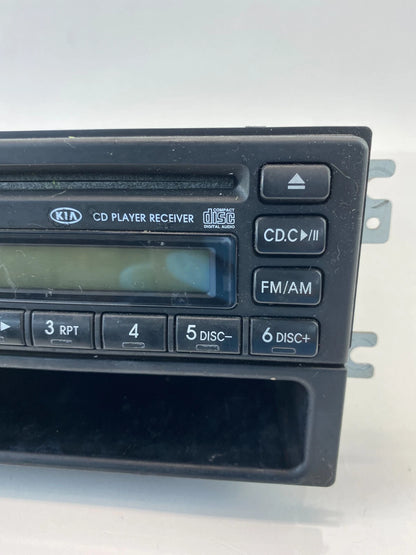 KIA CD PLAYER RECEIVER COMPACT disc DIGITAL AUDIO
CD.C ▶/II
FM/AM
▶ 3 RPT 4 5 DISC− 6 DISC+